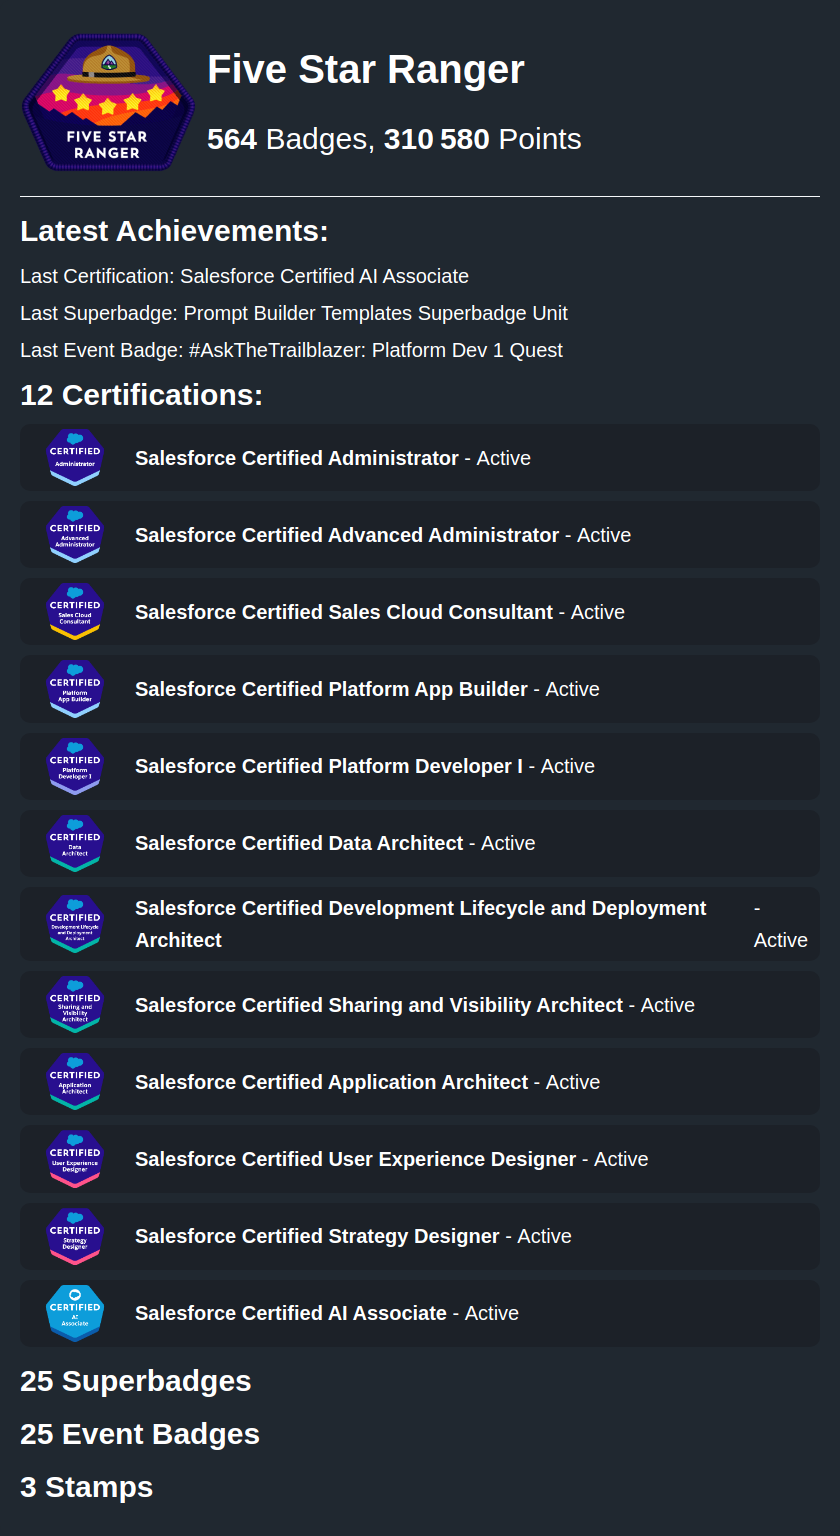 FIVE STAR
RANGER
Five Star Ranger
564 Badges, 310 580 Points
Latest Achievements:
Last Certification: Salesforce Certified AI Associate
Last Superbadge: Prompt Builder Templates Superbadge Unit
Last Event Badge: #AskTheTrailblazer: Platform Dev 1 Quest
12 Certifications:
CERTIFIED
Administrator
Salesforce Certified Administrator - Active
CERTIFIED
Advanced
Administrator
Salesforce Certified Advanced Administrator - Active
CERTIFIED
Sales Cloud
Consultant
Salesforce Certified Sales Cloud Consultant - Active
CERTIFIED
Platform
App Builder
Salesforce Certified Platform App Builder - Active
CERTIFIED
Platform
Developer I
Salesforce Certified Platform Developer I - Active
CERTIFIED
Data
Architect
Salesforce Certified Data Architect - Active
CERTIFIED
Development Lifecycle
and Deployment
Architect
Salesforce Certified Development Lifecycle and Deployment -
Architect Active
CERTIFIED
Sharing and
Visibility
Architect
Salesforce Certified Sharing and Visibility Architect - Active
CERTIFIED
Application
Architect
Salesforce Certified Application Architect - Active
CERTIFIED
User Experience
Designer
Salesforce Certified User Experience Designer - Active
CERTIFIED
Strategy
Designer
Salesforce Certified Strategy Designer - Active
CERTIFIED
AI
Associate
Salesforce Certified AI Associate - Active
25 Superbadges
25 Event Badges
3 Stamps